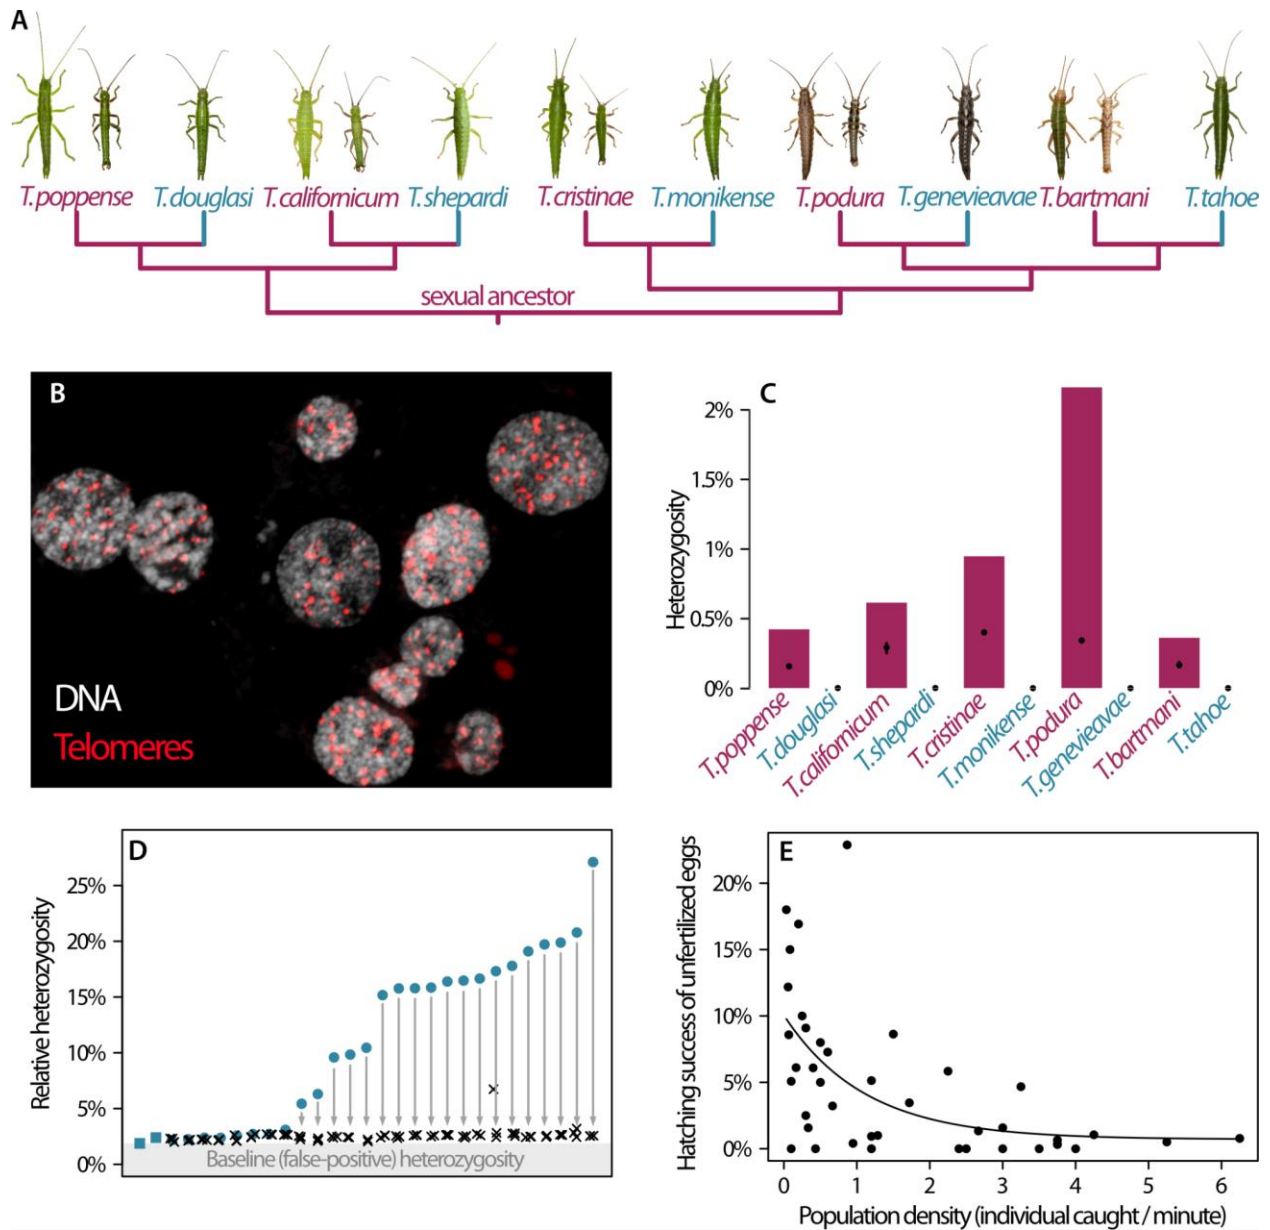 A
T.poppense T.douglasi T.californicum T.shepardi T.cristinae T.monikense T.podura T.genevieavae T.bartmani T.tahoe
sexual ancestor
B
DNA
Telomeres
C
Heterozygosity
2%
1.5%
1%
0.5%
0%
T.poppense
T.douglasi
T.californicum
T.shepardi
T.cristinae
T.monikense
T.podura
T.genevieavae
T.bartmani
T.tahoe
D
Relative heterozygosity
25%
20%
15%
10%
5%
0%
Baseline (false-positive) heterozygosity
E
Hatching success of unfertilized eggs
20%
15%
10%
5%
0%
0 1 2 3 4 5 6
Population density (individual caught / minute)